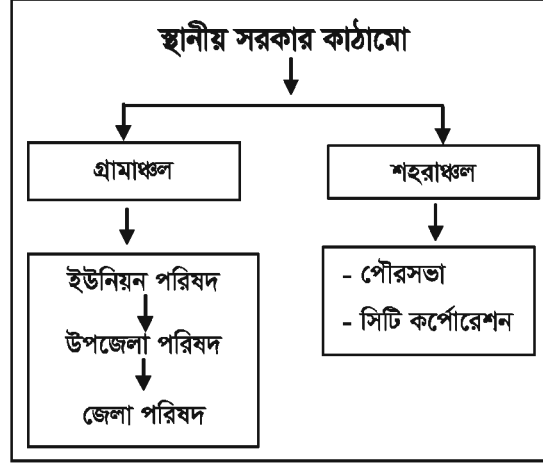 স্থানীয় সরকার কাঠামো
গ্রামাঞ্চল
শহরাঞ্চল
ইউনিয়ন পরিষদ
উপজেলা পরিষদ
জেলা পরিষদ
- পৌরসভা
- সিটি কর্পোরেশন